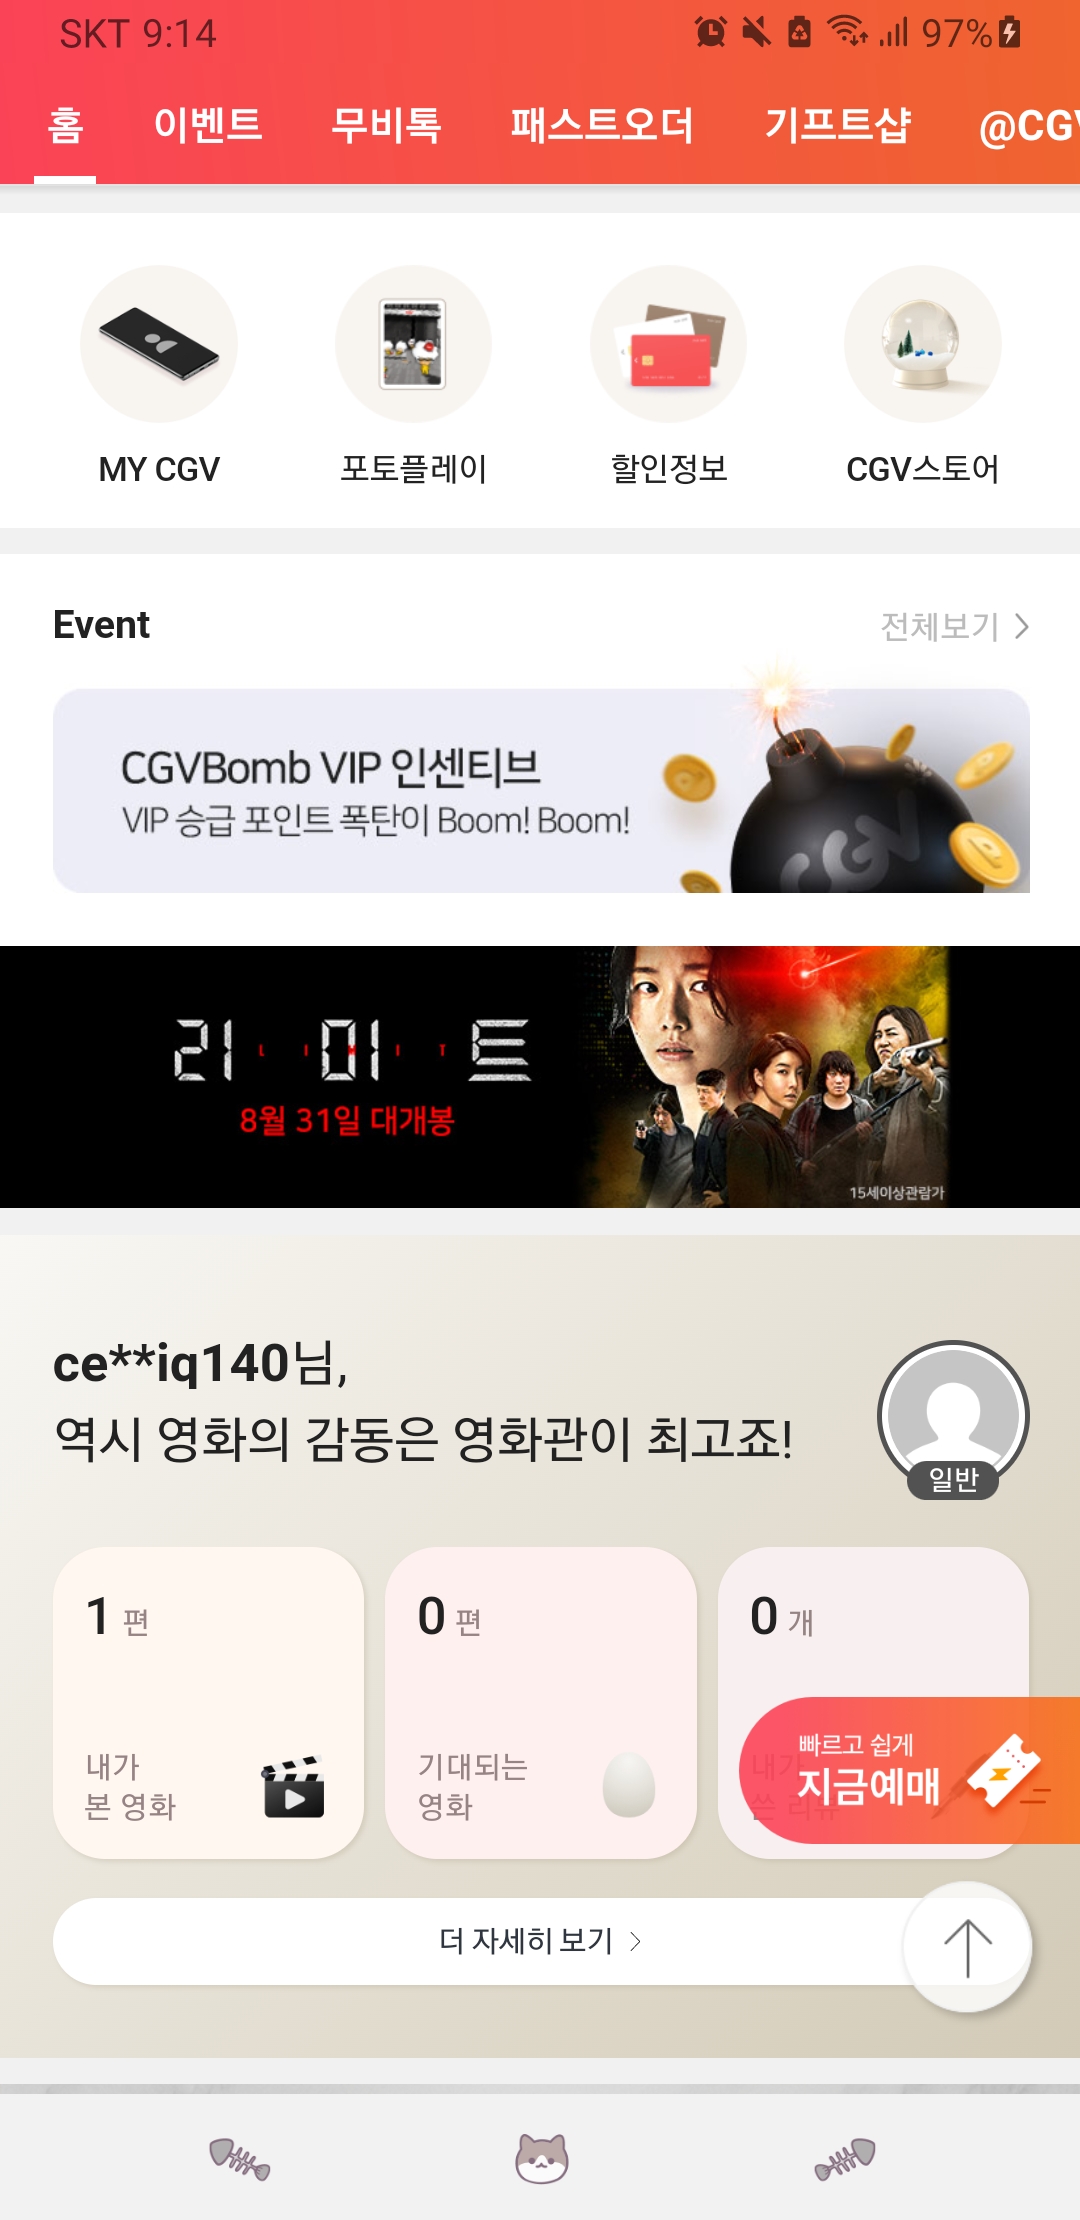 SKT 9:14
97%
홈 이벤트 무비톡 패스트오더 기프트샵 @CGV
MY CGV 포토플레이 할인정보 CGV스토어
Event 전체보기
CGVBomb VIP 인센티브
VIP 승급 포인트 폭탄이 Boom! Boom!
CGV
리미트
LIMIT
8월 31일 대개봉
15세이상관람가
ce**iq140님,
역시 영화의 감동은 영화관이 최고죠!
일반
1 편 0 편 0 개
내가
본 영화
기대되는
영화
내가
쓴 리뷰
빠르고 쉽게
지금예매
더 자세히 보기